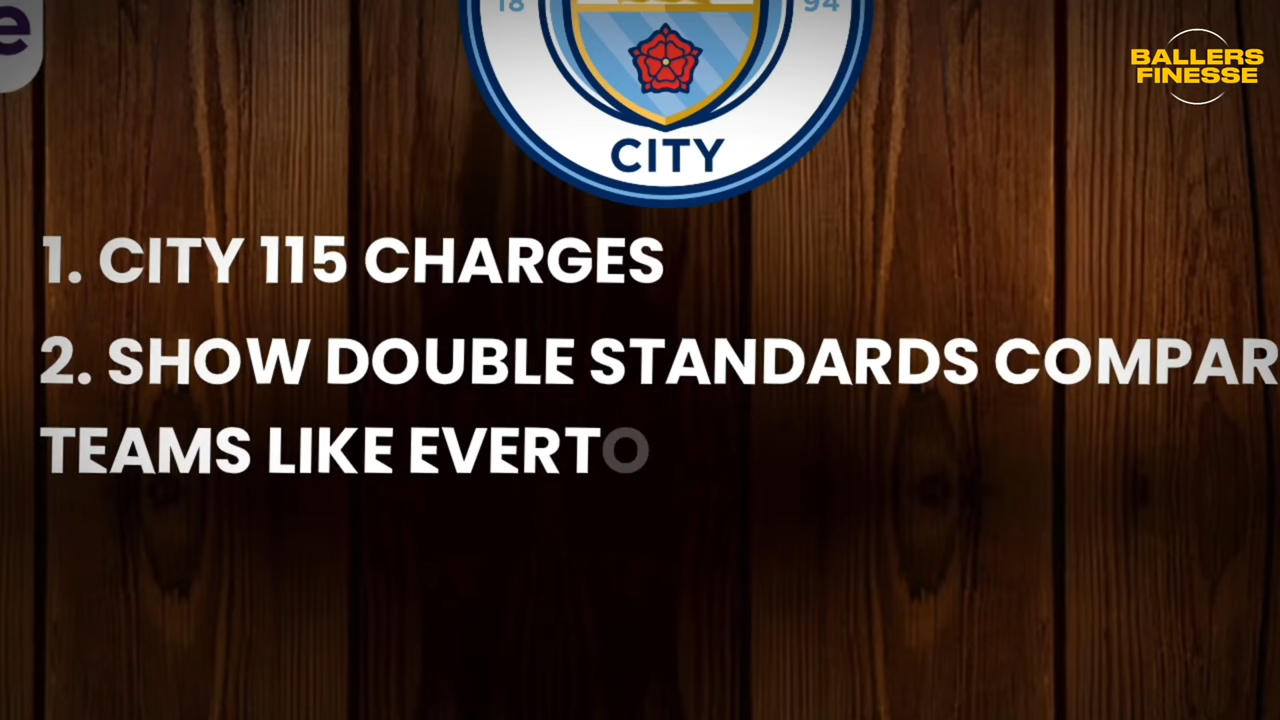 e
18 94
CITY
BALLERS
FINESSE
1. CITY 115 CHARGES
2. SHOW DOUBLE STANDARDS COMPAR
TEAMS LIKE EVERTO